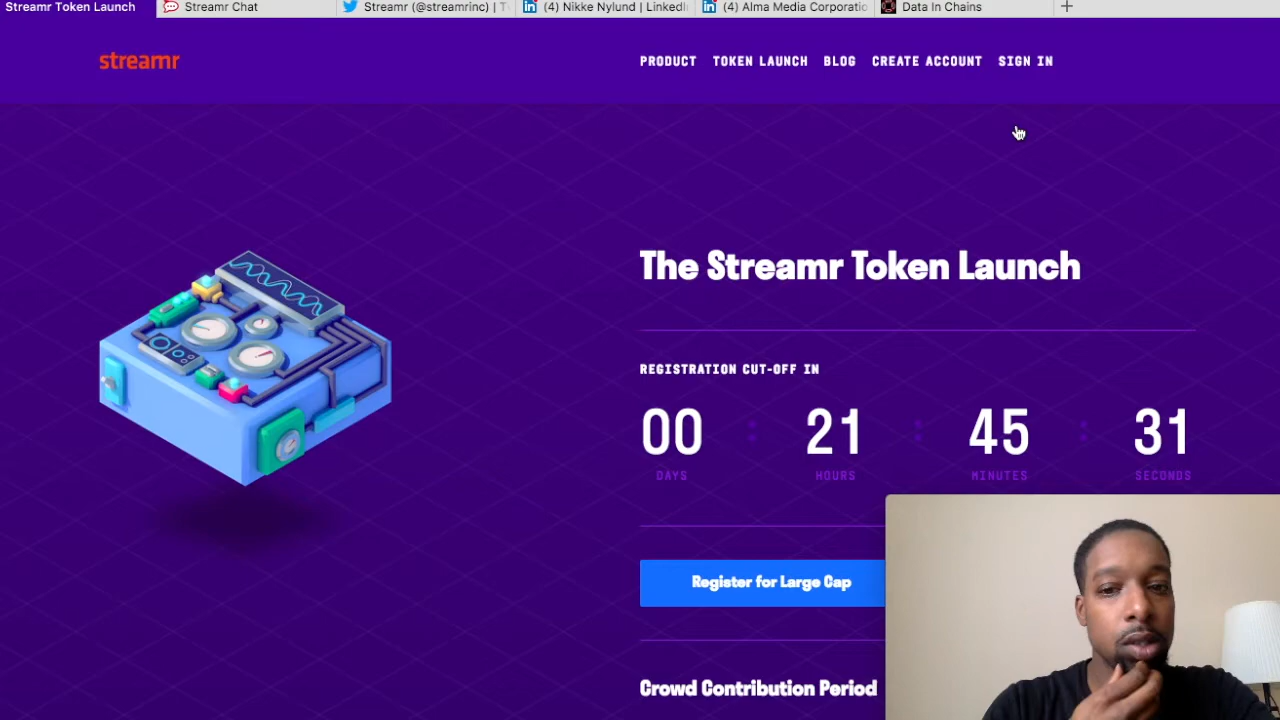 Streamr Token Launch
Streamr Chat
Streamr (@streamrinc) | T
(4) Nikke Nylund | LinkedI
(4) Alma Media Corporatio
Data In Chains
streamr
PRODUCT
TOKEN LAUNCH
BLOG
CREATE ACCOUNT
SIGN IN
The Streamr Token Launch
REGISTRATION CUT-OFF IN
00 : 21 : 45 : 31
DAYS HOURS MINUTES SECONDS
Register for Large Cap
Crowd Contribution Period